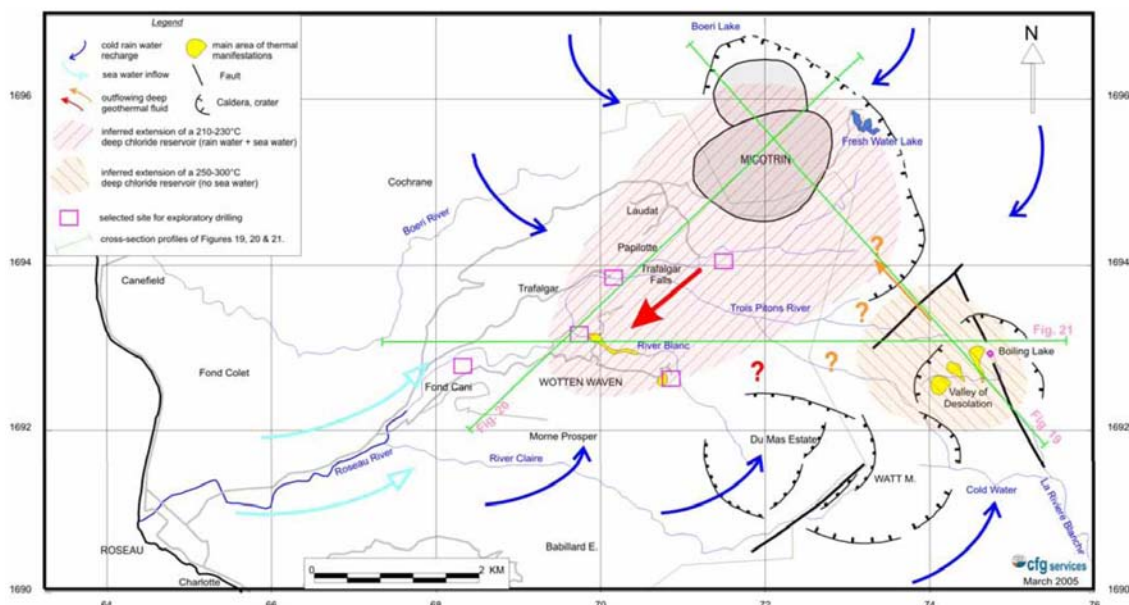 Legend
cold rain water
recharge
main area of thermal
manifestations
sea water inflow
Fault
outflowing deep
geothermal fluid
Caldera, crater
inferred extension of a 210-230°C
deep chloride reservoir (rain water + sea water)
inferred extension of a 250-300°C
deep chloride reservoir (no sea water)
selected site for exploratory drilling
cross-section profiles of Figures 19, 20 & 21.
Boeri Lake
N
1696
1696
Fresh Water Lake
MICOTRIN
Cochrane
Boeri River
Laudat
Papilotte
1694
1694
Trafalgar
Falls
Canefield
Trafalgar
?
Trois Pitons River
?
Fig. 21
River Blanc
Boiling Lake
Fond Colet
Fond Cani
WOTTEN WAVEN
?
?
Valley of
Desolation
Fig. 20
Fig. 19
1692
1692
Morne Prosper
Du Mas Estate
Roseau River
River Claire
WATT M.
Cold Water
La Riviere Blanche
ROSEAU
Babillard E.
0
2
KM
cfg services
March 2005
Charlotte
1690
1690
64
66
68
70
72
74
76